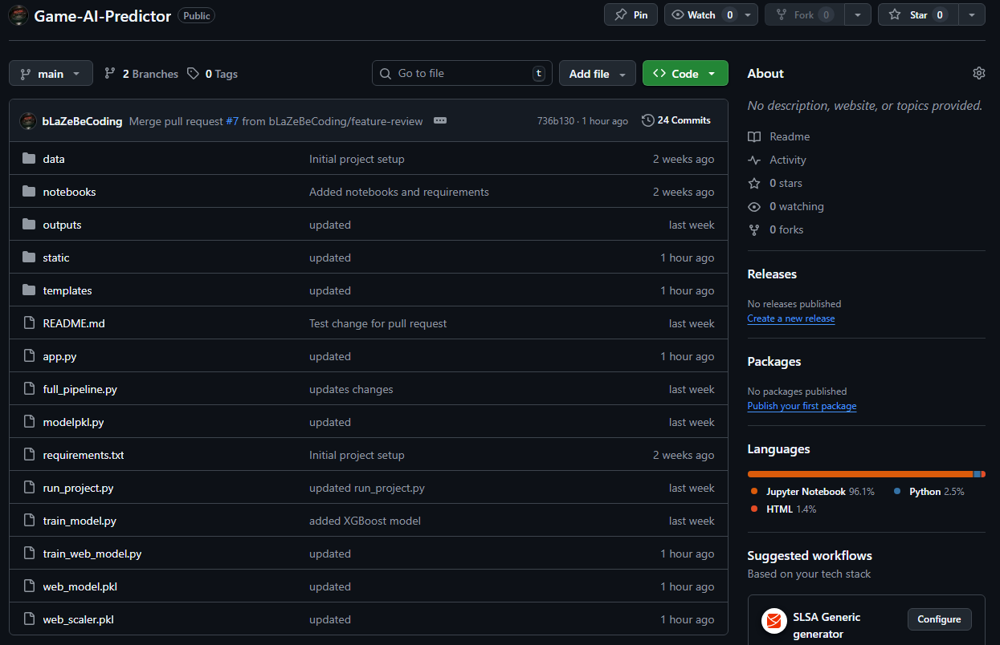 Game-AI-Predictor Public Pin Watch 0 Fork 0 Star 0
main 2 Branches 0 Tags Go to file t Add file Code
bLaZeBeCoding Merge pull request #7 from bLaZeBeCoding/feature-review 736b130 · 1 hour ago 24 Commits
data Initial project setup 2 weeks ago
notebooks Added notebooks and requirements 2 weeks ago
outputs updated last week
static updated 1 hour ago
templates updated 1 hour ago
README.md Test change for pull request last week
app.py updated 1 hour ago
full_pipeline.py updates changes last week
modelpkl.py updated last week
requirements.txt Initial project setup 2 weeks ago
run_project.py updated run_project.py last week
train_model.py added XGBoost model last week
train_web_model.py updated 1 hour ago
web_model.pkl updated 1 hour ago
web_scaler.pkl updated 1 hour ago
About
No description, website, or topics provided.
Readme
Activity
0 stars
0 watching
0 forks
Releases
No releases published
Create a new release
Packages
No packages published
Publish your first package
Languages
Jupyter Notebook 96.1% Python 2.5%
HTML 1.4%
Suggested workflows
Based on your tech stack
SLSA Generic
generator
Configure